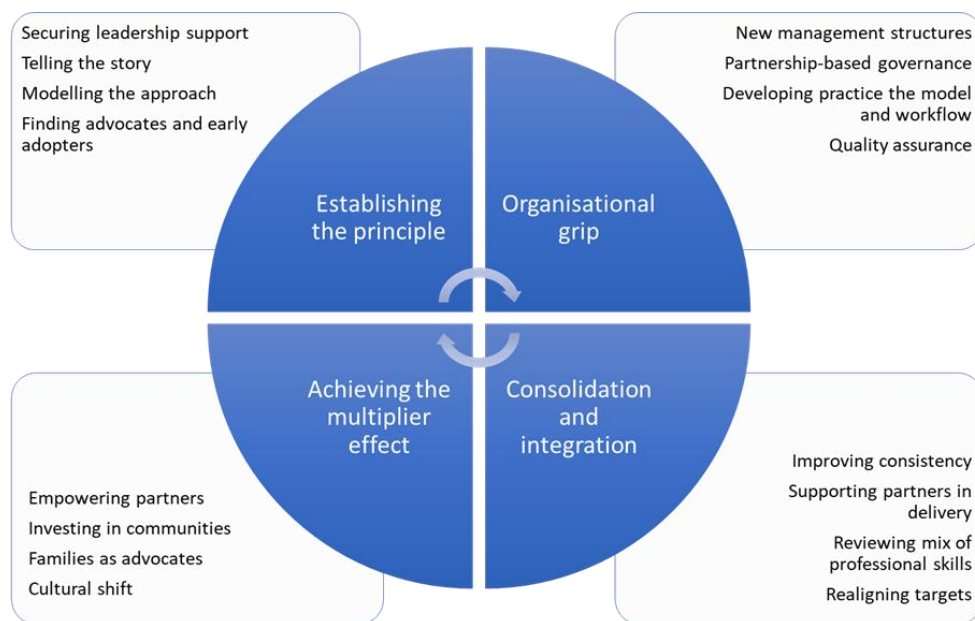 Securing leadership support
Telling the story
Modelling the approach
Finding advocates and early
adopters
New management structures
Partnership-based governance
Developing practice the model
and workflow
Quality assurance
Establishing
the principle
Organisational
grip
Achieving the
multiplier
effect
Consolidation
and
integration
Empowering partners
Investing in communities
Families as advocates
Cultural shift
Improving consistency
Supporting partners in
delivery
Reviewing mix of
professional skills
Realigning targets